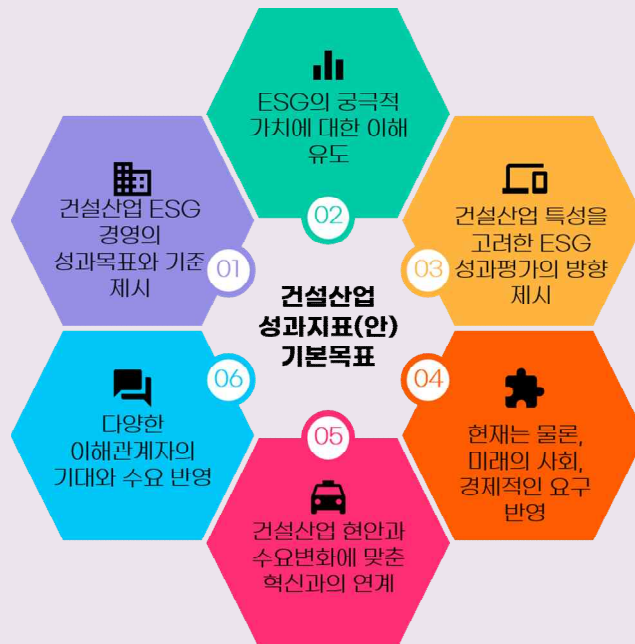 건설산업
성과지표(안)
기본목표
건설산업 ESG
경영의
성과목표와 기준
제시
01
ESG의 궁극적
가치에 대한 이해
유도
02
건설산업 특성을
고려한 ESG
성과평가의 방향
제시
03
현재는 물론,
미래의 사회,
경제적인 요구
반영
04
건설산업 현안과
수요변화에 맞춘
혁신과의 연계
05
다양한
이해관계자의
기대와 수요 반영
06